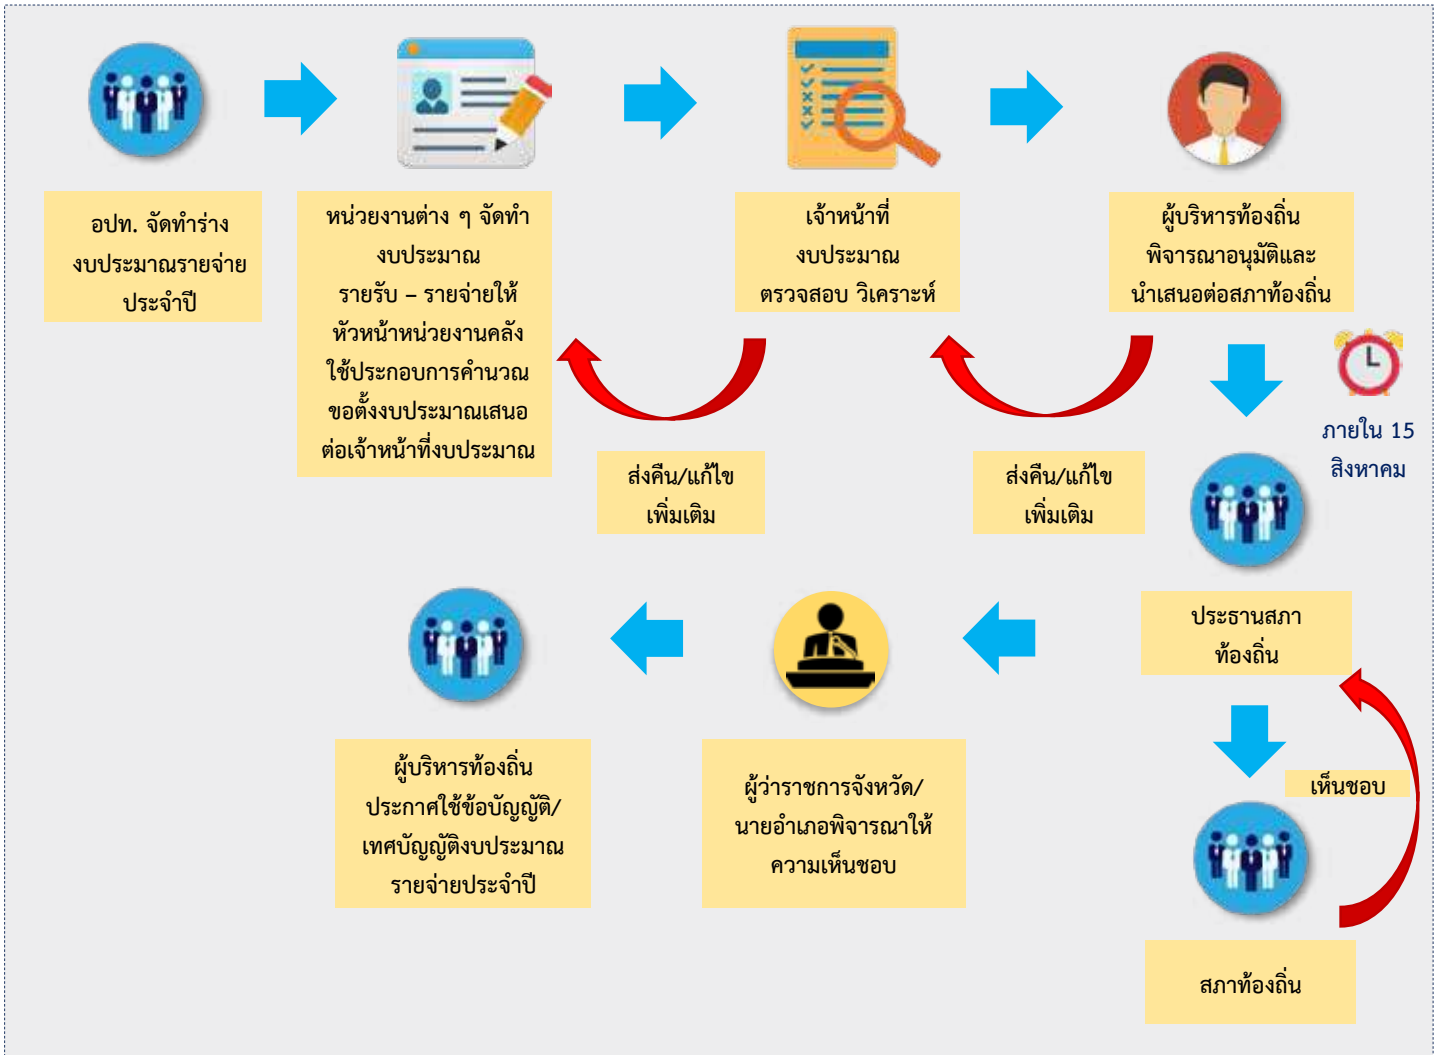 อปท. จัดทำร่าง
งบประมาณรายจ่าย
ประจำปี
หน่วยงานต่าง ๆ จัดทำ
งบประมาณ
รายรับ – รายจ่ายให้
หัวหน้าหน่วยงานคลัง
ใช้ประกอบการคำนวณ
ขอตั้งงบประมาณเสนอ
ต่อเจ้าหน้าที่งบประมาณ
เจ้าหน้าที่
งบประมาณ
ตรวจสอบ วิเคราะห์
ผู้บริหารท้องถิ่น
พิจารณาอนุมัติและ
นำเสนอต่อสภาท้องถิ่น
ส่งคืน/แก้ไข
เพิ่มเติม
ส่งคืน/แก้ไข
เพิ่มเติม
ภายใน 15
สิงหาคม
ประธานสภา
ท้องถิ่น
เห็นชอบ
สภาท้องถิ่น
ผู้ว่าราชการจังหวัด/
นายอำเภอพิจารณาให้
ความเห็นชอบ
ผู้บริหารท้องถิ่น
ประกาศใช้ข้อบัญญัติ/
เทศบัญญัติงบประมาณ
รายจ่ายประจำปี